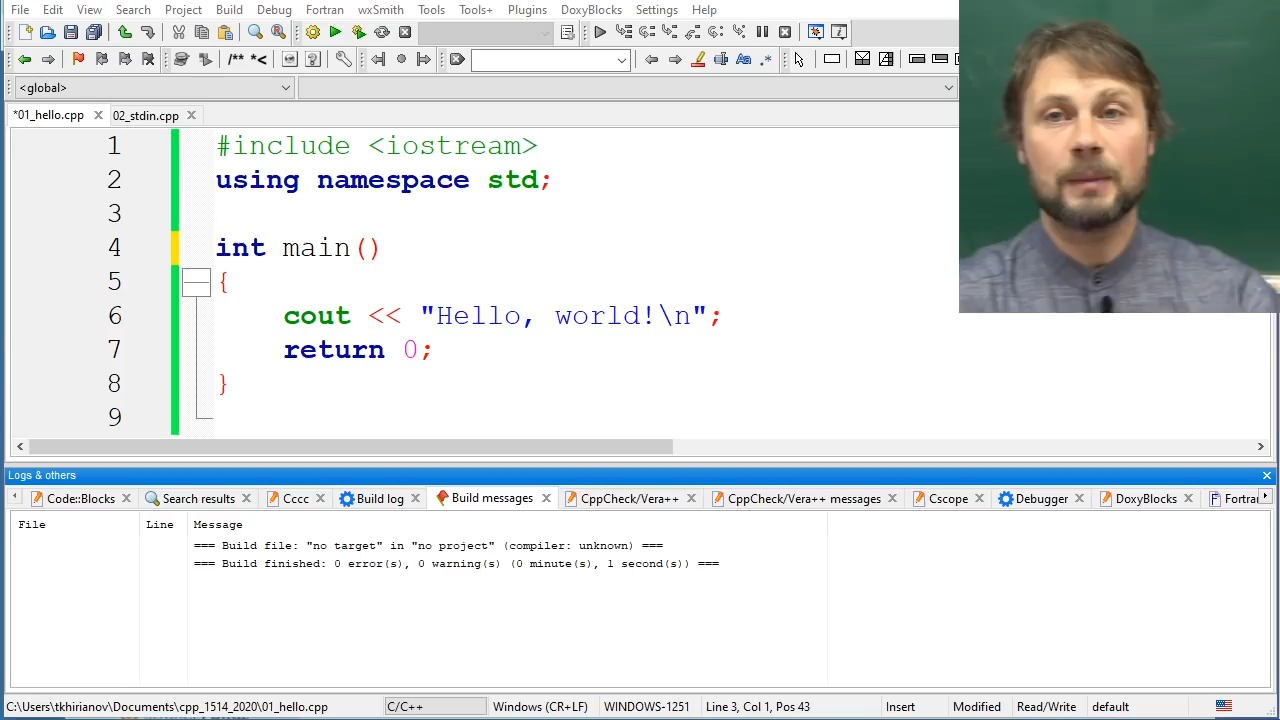 File Edit View Search Project Build Debug Fortran wxSmith Tools Tools+ Plugins DoxyBlocks Settings Help
/** *<
Aa .*
<global>
*01_hello.cpp 02_stdin.cpp
1 #include <iostream>
2 using namespace std;
3
4 int main()
5 {
6 cout << "Hello, world!\n";
7 return 0;
8 }
9
Logs & others
Code::Blocks Search results Cccc Build log Build messages CppCheck/Vera++ CppCheck/Vera++ messages Cscope Debugger DoxyBlocks Fortra
File Line Message
=== Build file: "no target" in "no project" (compiler: unknown) ===
=== Build finished: 0 error(s), 0 warning(s) (0 minute(s), 1 second(s)) ===
C:\Users\tkhirianov\Documents\cpp_1514_2020\01_hello.cpp C/C++ Windows (CR+LF) WINDOWS-1251 Line 3, Col 1, Pos 43 Insert Modified Read/Write default